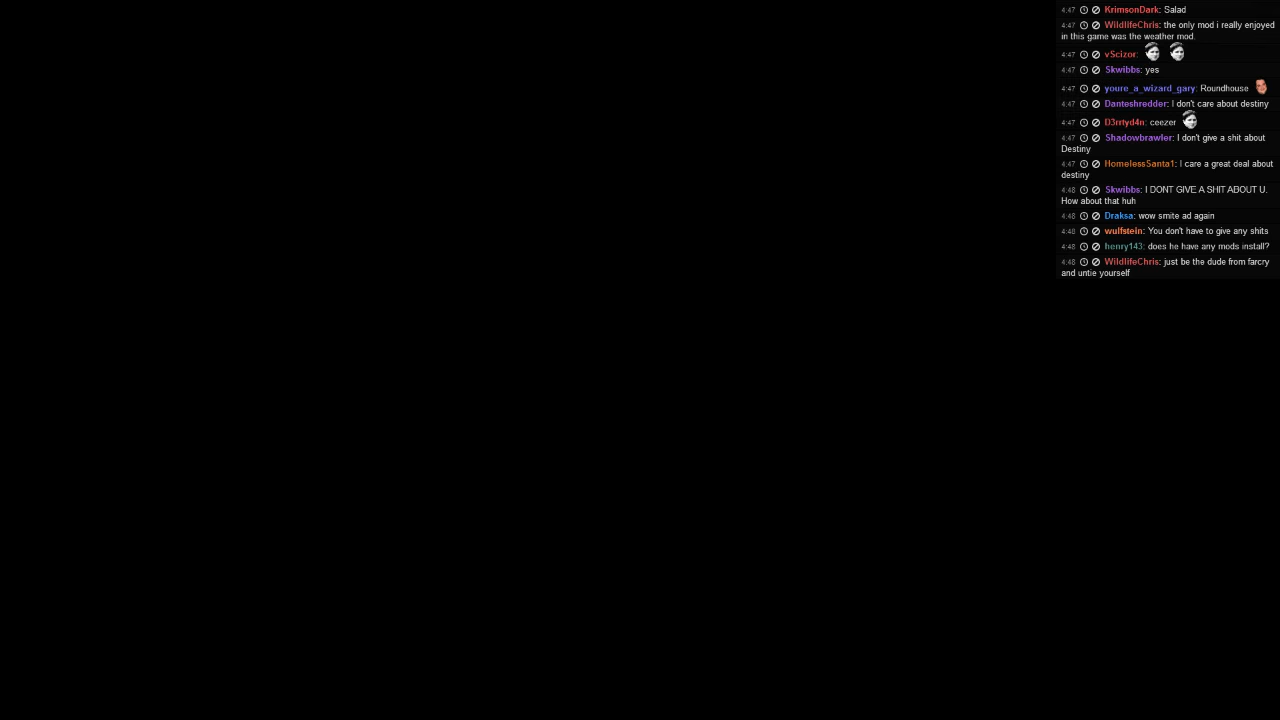 4:47 KrimsonDark: Salad
4:47 WildlifeChris: the only mod i really enjoyed
in this game was the weather mod.
4:47 vScizor:
4:47 Skwibbs: yes
4:47 youre_a_wizard_gary: Roundhouse
4:47 Danteshredder: I don't care about destiny
4:47 D3rrtyd4n: ceezer
4:47 Shadowbrawler: I don't give a shit about
Destiny
4:47 HomelessSanta1: I care a great deal about
destiny
4:48 Skwibbs: I DONT GIVE A SHIT ABOUT U.
How about that huh
4:48 Draksa: wow smite ad again
4:48 wulfstein: You don't have to give any shits
4:48 henry143: does he have any mods install?
4:48 WildlifeChris: just be the dude from farcry
and untie yourself